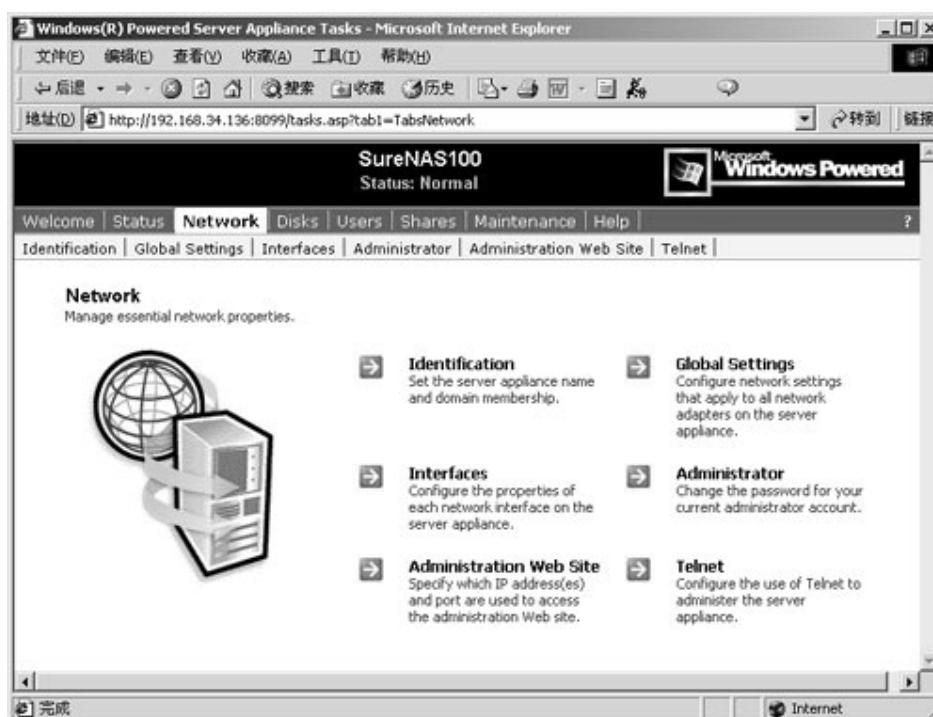 Windows(R) Powered Server Appliance Tasks - Microsoft Internet Explorer
文件(F) 编辑(E) 查看(V) 收藏(A) 工具(T) 帮助(H)
后退 搜索 收藏 历史
地址(D) http://192.168.34.136:8099/tasks.asp?tab1=TabsNetwork 转到 链接
SureNAS100
Status: Normal
Microsoft
Windows Powered
Welcome | Status | Network | Disks | Users | Shares | Maintenance | Help | ?
Identification | Global Settings | Interfaces | Administrator | Administration Web Site | Telnet |
Network
Manage essential network properties.
Identification
Set the server appliance name
and domain membership.
Global Settings
Configure network settings
that apply to all network
adapters on the server
appliance.
Interfaces
Configure the properties of
each network interface on the
server appliance.
Administrator
Change the password for your
current administrator account.
Administration Web Site
Specify which IP address(es)
and port are used to access
the administration Web site.
Telnet
Configure the use of Telnet to
administer the server
appliance.
完成 Internet